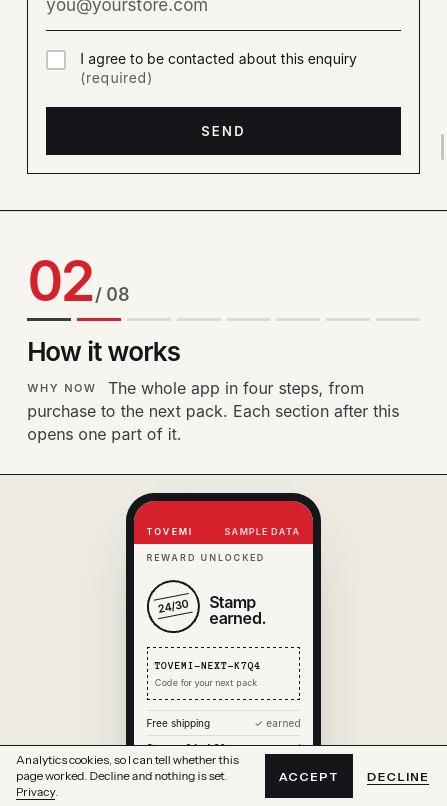 you@yourstore.com
I agree to be contacted about this enquiry
(required)
SEND
02 / 08
How it works
WHY NOW The whole app in four steps, from
purchase to the next pack. Each section after this
opens one part of it.
TOVEMI SAMPLE DATA
REWARD UNLOCKED
24/30
Stamp
earned.
TOVEMI-NEXT-K7Q4
Code for your next pack
Free shipping ✓ earned
Analytics cookies, so I can tell whether this
page worked. Decline and nothing is set.
Privacy.
ACCEPT
DECLINE